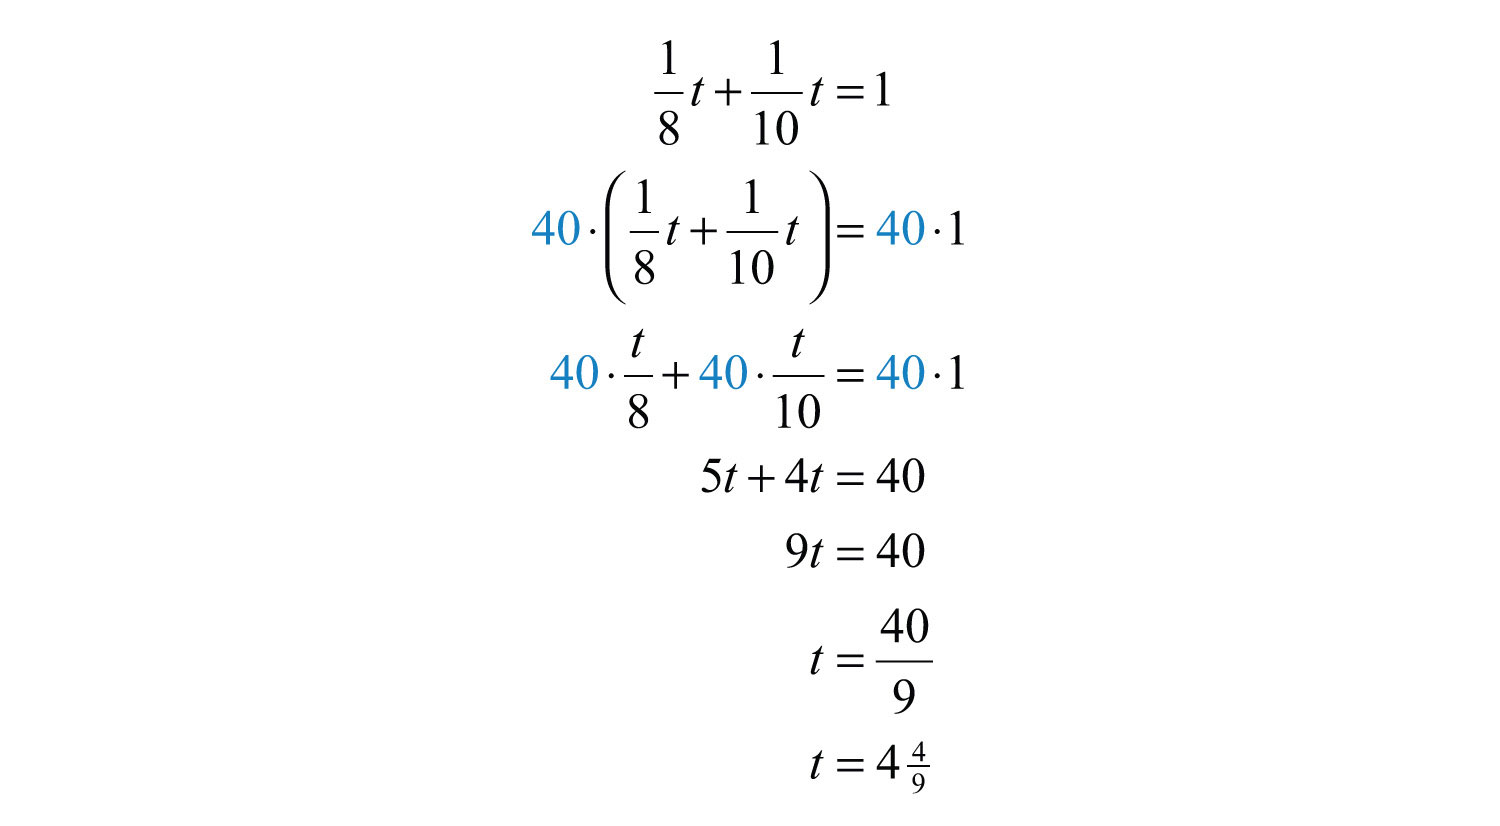 1/8 t + 1/10 t = 1
40 · (1/8 t + 1/10 t) = 40 · 1
40 · t/8 + 40 · t/10 = 40 · 1
5t + 4t = 40
9t = 40
t = 40/9
t = 4 4/9